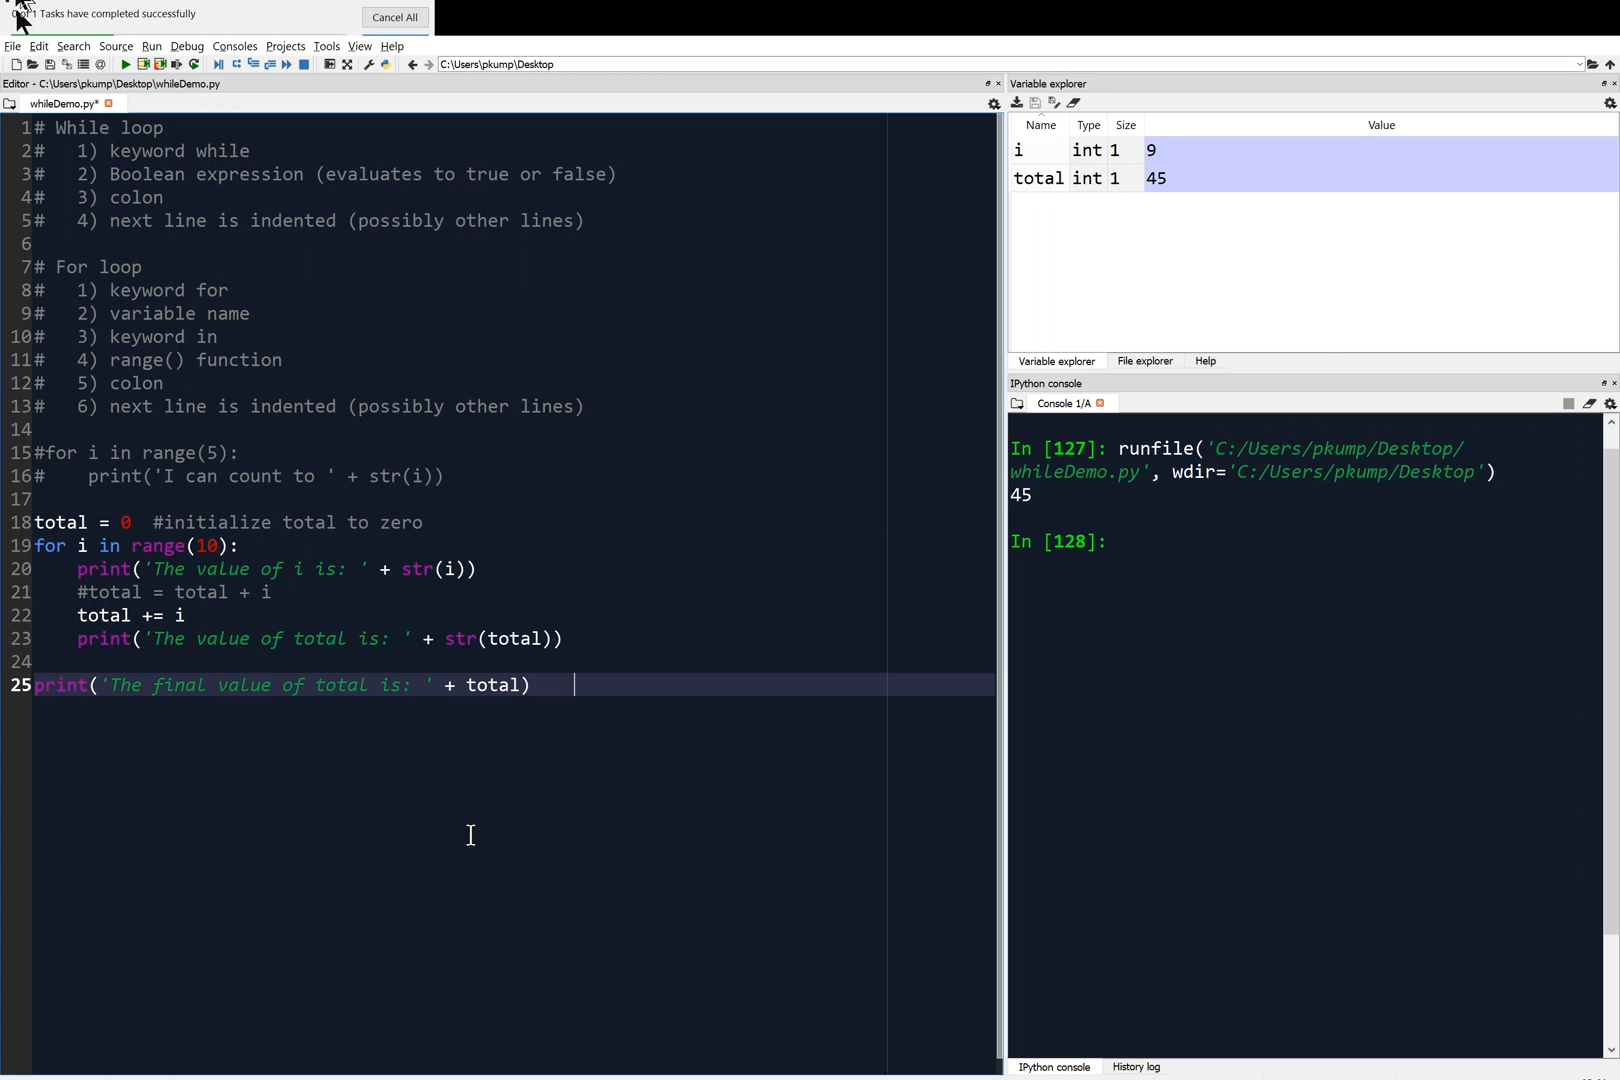 0 of 1 Tasks have completed successfully
Cancel All
File Edit Search Source Run Debug Consoles Projects Tools View Help
C:\Users\pkump\Desktop
Editor - C:\Users\pkump\Desktop\whileDemo.py
whileDemo.py*
1# While loop
2#   1) keyword while
3#   2) Boolean expression (evaluates to true or false)
4#   3) colon
5#   4) next line is indented (possibly other lines)
6
7# For loop
8#   1) keyword for
9#   2) variable name
10#   3) keyword in
11#   4) range() function
12#   5) colon
13#   6) next line is indented (possibly other lines)
14
15#for i in range(5):
16#    print('I can count to ' + str(i))
17
18total = 0  #initialize total to zero
19for i in range(10):
20    print('The value of i is: ' + str(i))
21    #total = total + i
22    total += i
23    print('The value of total is: ' + str(total))
24
25print('The final value of total is: ' + total)
Variable explorer
Name Type Size Value
i int 1 9
total int 1 45
Variable explorer File explorer Help
IPython console
Console 1/A
In [127]: runfile('C:/Users/pkump/Desktop/
whileDemo.py', wdir='C:/Users/pkump/Desktop')
45
In [128]:
IPython console History log